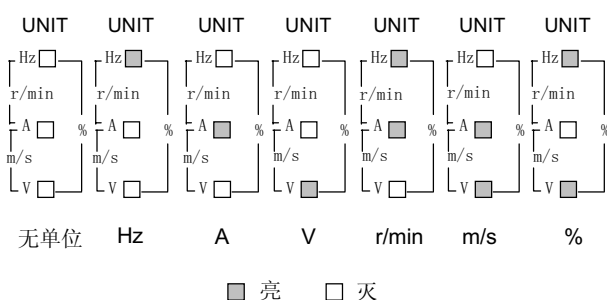 UNIT UNIT UNIT UNIT UNIT UNIT UNIT
Hz Hz Hz Hz Hz Hz Hz
r/min r/min r/min r/min r/min r/min r/min
A % A % A % A % A % A % A %
m/s m/s m/s m/s m/s m/s m/s
V V V V V V V
无单位 Hz A V r/min m/s %
亮 灭